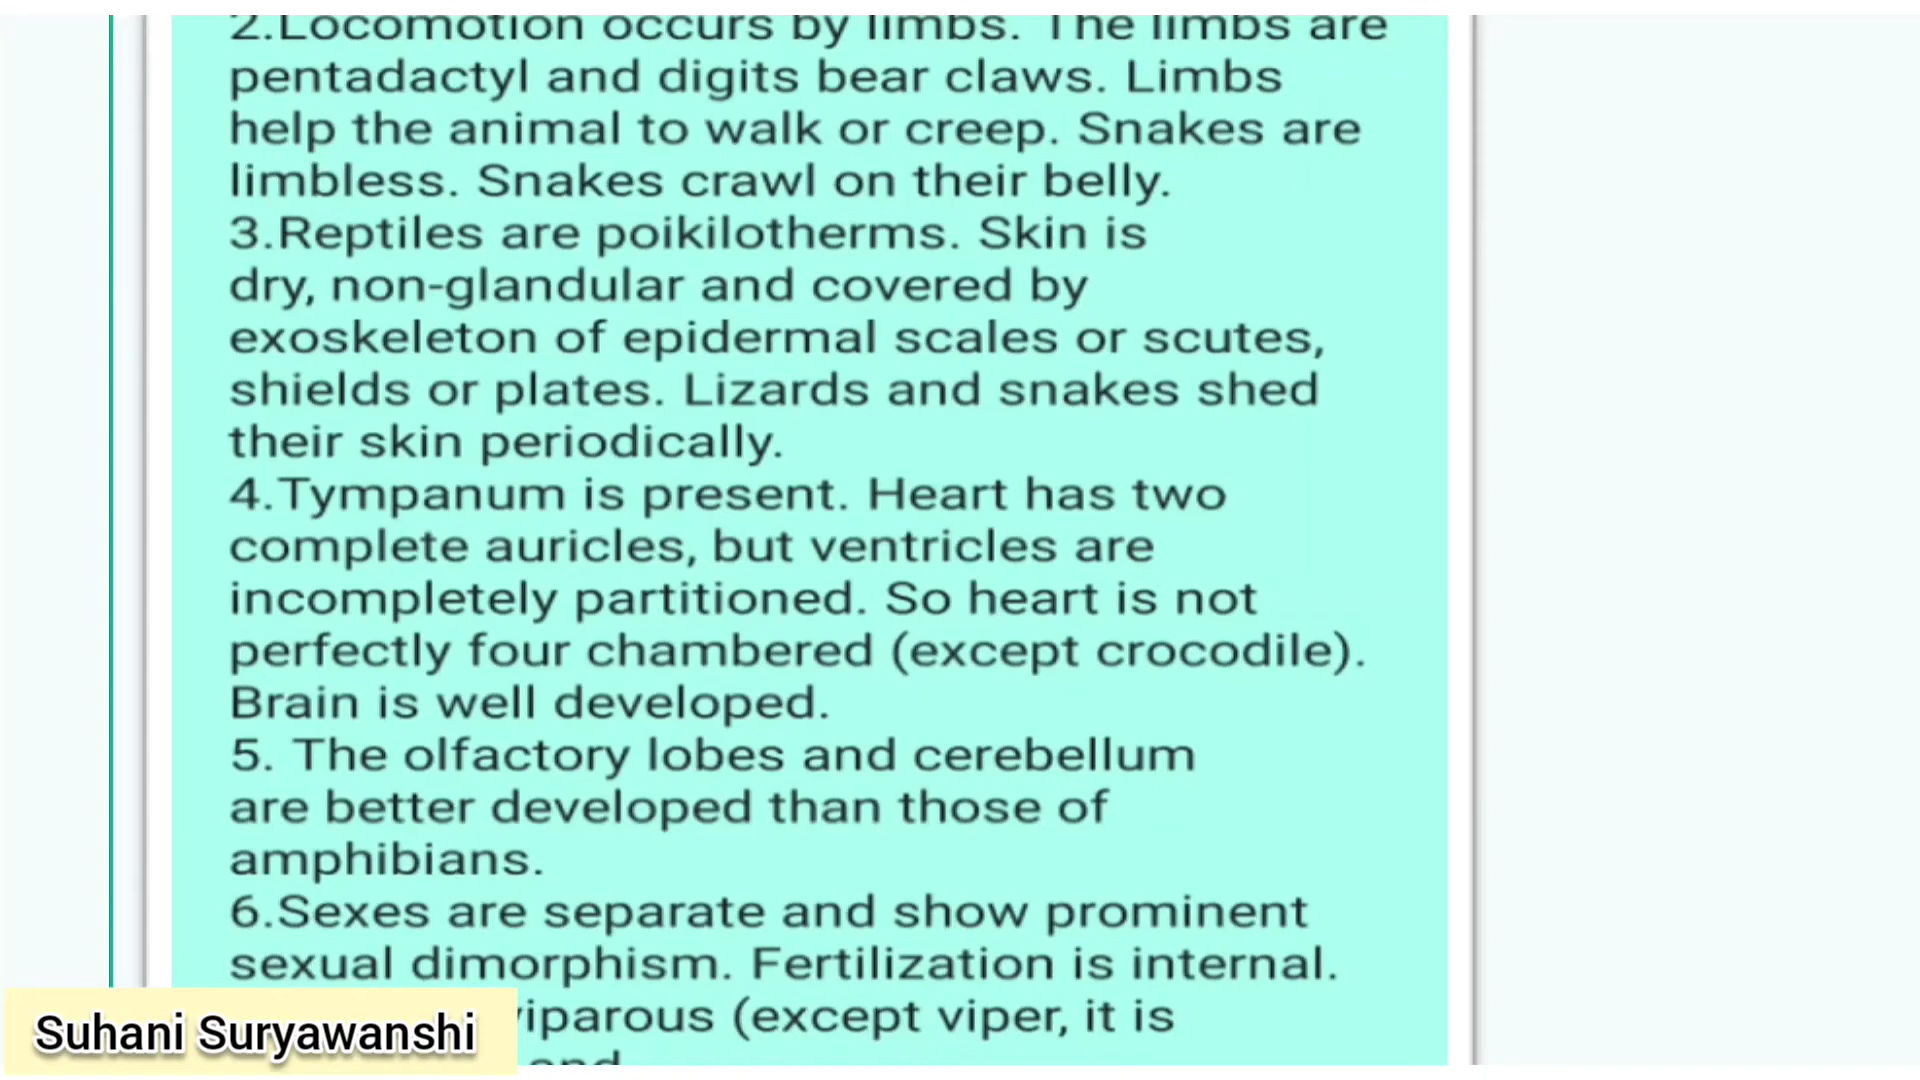 2.Locomotion occurs by limbs. The limbs are
pentadactyl and digits bear claws. Limbs
help the animal to walk or creep. Snakes are
limbless. Snakes crawl on their belly.
3.Reptiles are poikilotherms. Skin is
dry, non-glandular and covered by
exoskeleton of epidermal scales or scutes,
shields or plates. Lizards and snakes shed
their skin periodically.
4.Tympanum is present. Heart has two
complete auricles, but ventricles are
incompletely partitioned. So heart is not
perfectly four chambered (except crocodile).
Brain is well developed.
5. The olfactory lobes and cerebellum
are better developed than those of
amphibians.
6.Sexes are separate and show prominent
sexual dimorphism. Fertilization is internal.
(except viper, it is
and
Suhani Suryawanshi